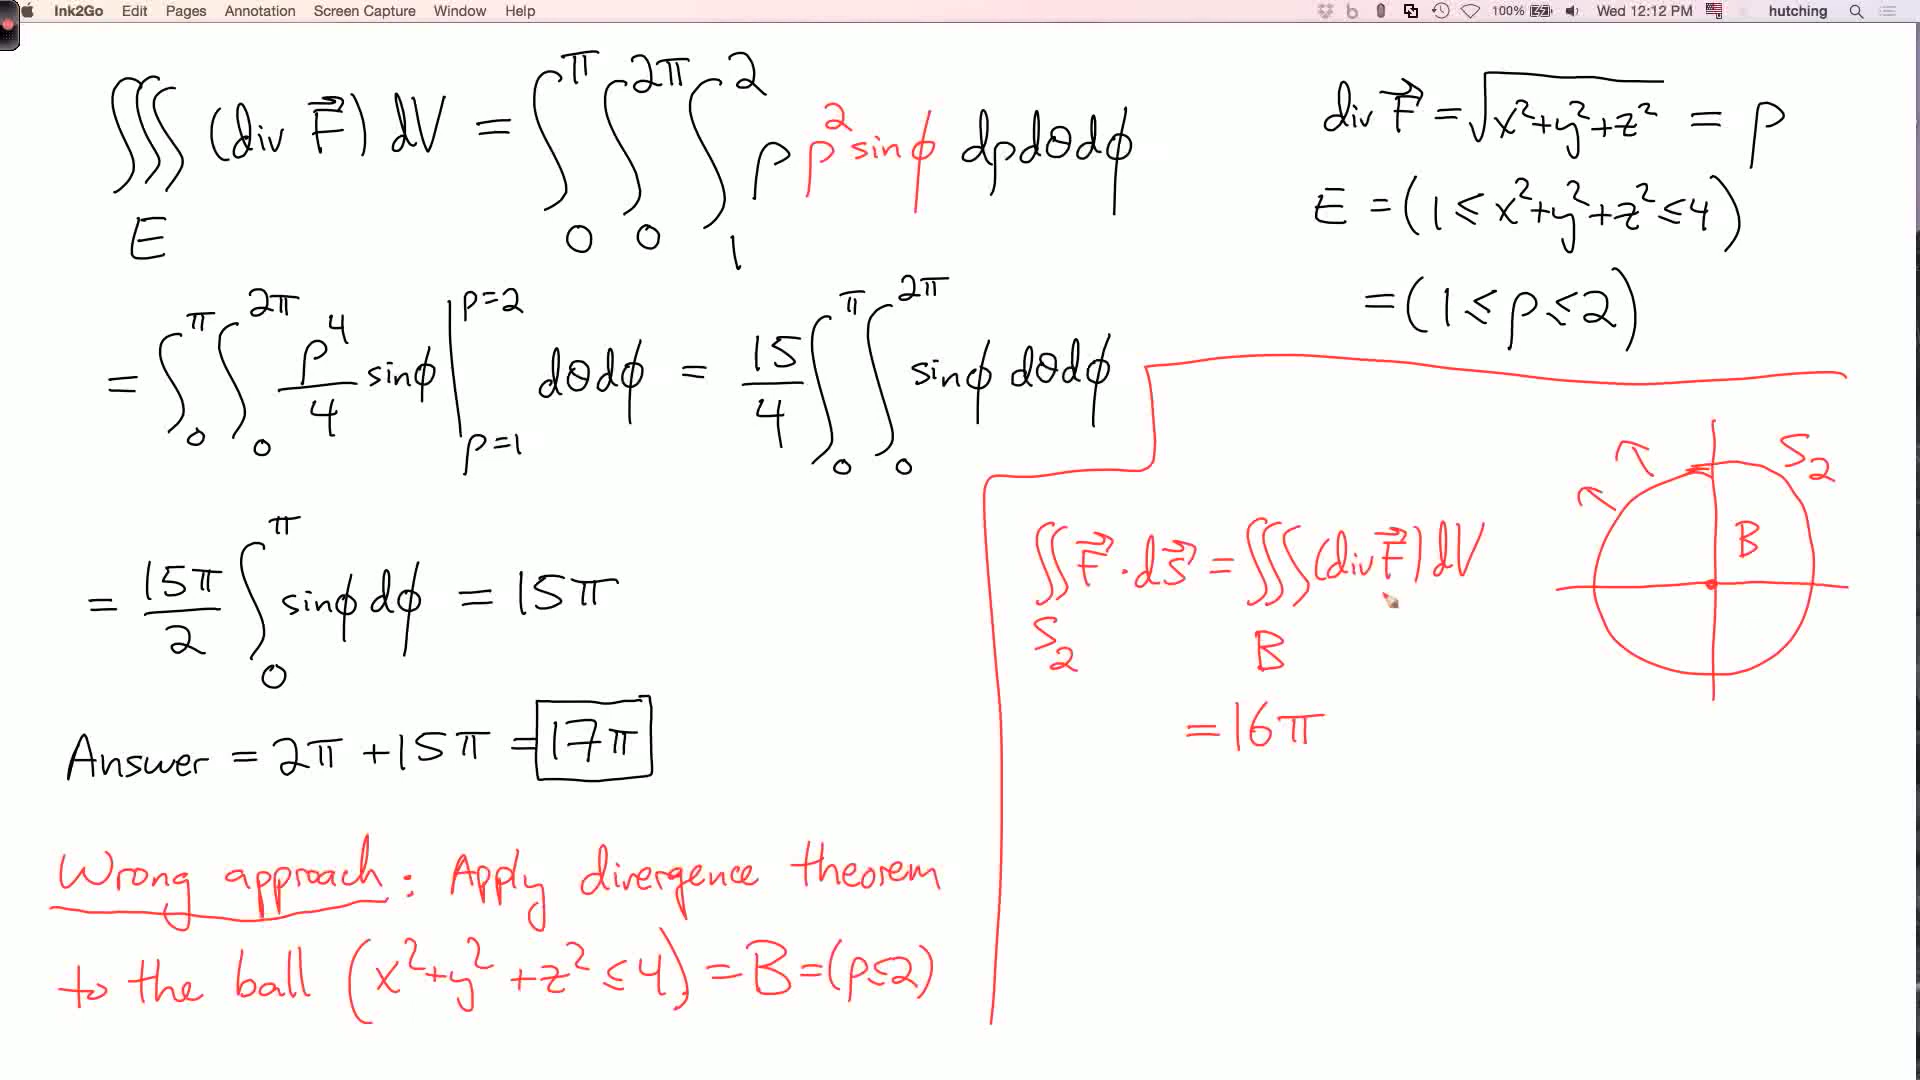 Ink2Go Edit Pages Annotation Screen Capture Window Help 100% Wed 12:12 PM hutching
∭_E (div F⃗) dV = ∫_0^π ∫_0^{2π} ∫_1^2 ρ ρ² sinϕ dρdθdϕ
= ∫_0^π ∫_0^{2π} ρ⁴/4 sinϕ |_{ρ=1}^{ρ=2} dθdϕ = 15/4 ∫_0^π ∫_0^{2π} sinϕ dθdϕ
= 15π/2 ∫_0^π sinϕ dϕ = 15π
Answer = 2π + 15π = 17π
Wrong approach: Apply divergence theorem
to the ball (x²+y²+z²≤4) = B = (ρ≤2)
div F⃗ = √(x²+y²+z²) = ρ
E = (1≤x²+y²+z²≤4)
= (1≤ρ≤2)
∬_{S₂} F⃗ · dS⃗ = ∭_B (div F⃗) dV
= 16π
S₂
B